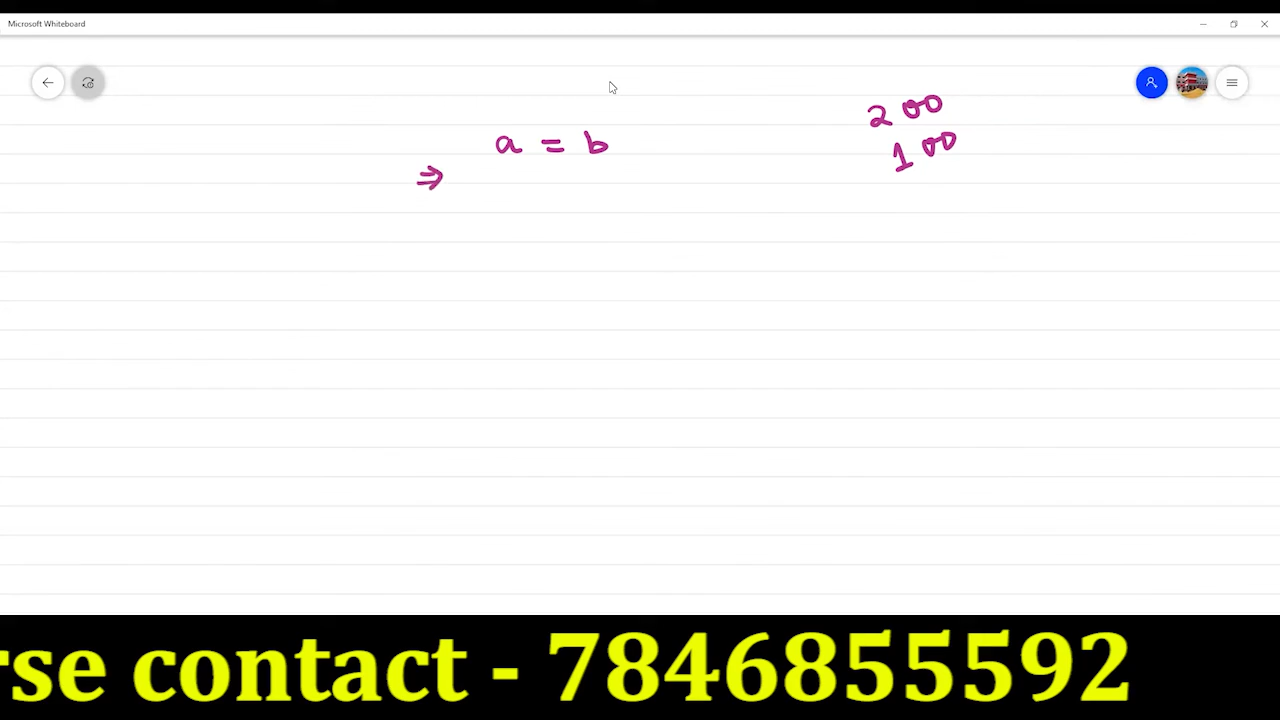 Microsoft Whiteboard
a = b
⇒
200
100
rse contact - 7846855592